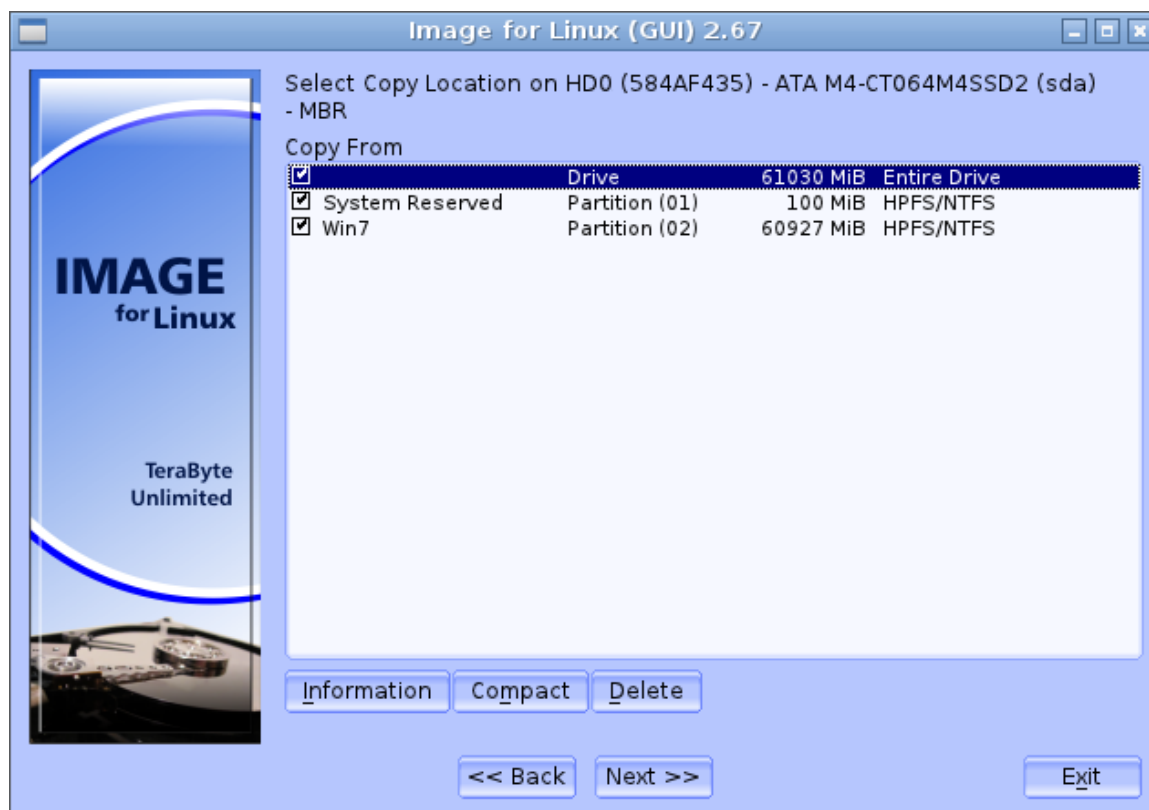 Image for Linux (GUI) 2.67
Select Copy Location on HD0 (584AF435) - ATA M4-CT064M4SSD2 (sda)
- MBR
Copy From
Drive 61030 MiB Entire Drive
System Reserved Partition (01) 100 MiB HPFS/NTFS
Win7 Partition (02) 60927 MiB HPFS/NTFS
IMAGE
for Linux
TeraByte
Unlimited
Information Compact Delete
<< Back Next >> Exit